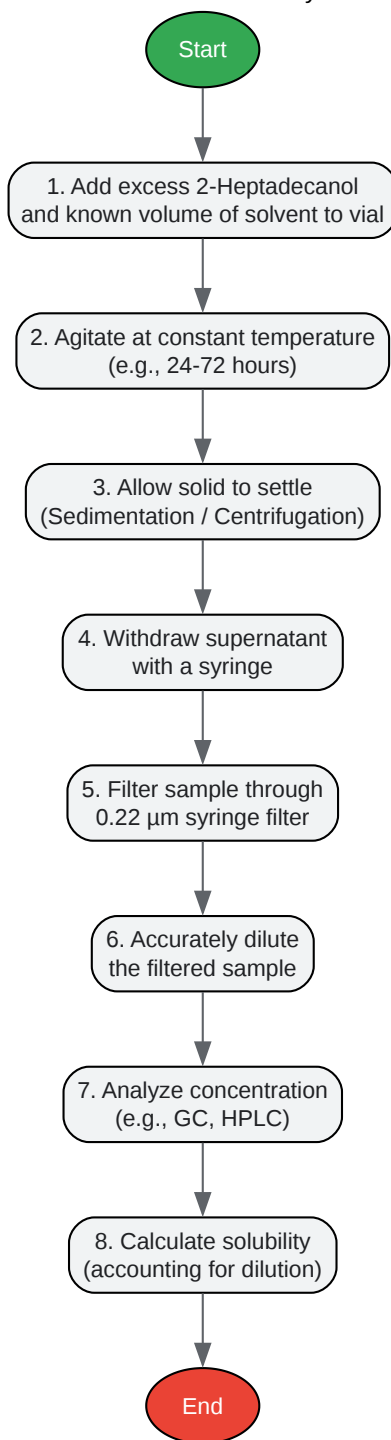 Start
1. Add excess 2-Heptadecanol
and known volume of solvent to vial
2. Agitate at constant temperature
(e.g., 24-72 hours)
3. Allow solid to settle
(Sedimentation / Centrifugation)
4. Withdraw supernatant
with a syringe
5. Filter sample through
0.22 µm syringe filter
6. Accurately dilute
the filtered sample
7. Analyze concentration
(e.g., GC, HPLC)
8. Calculate solubility
(accounting for dilution)
End